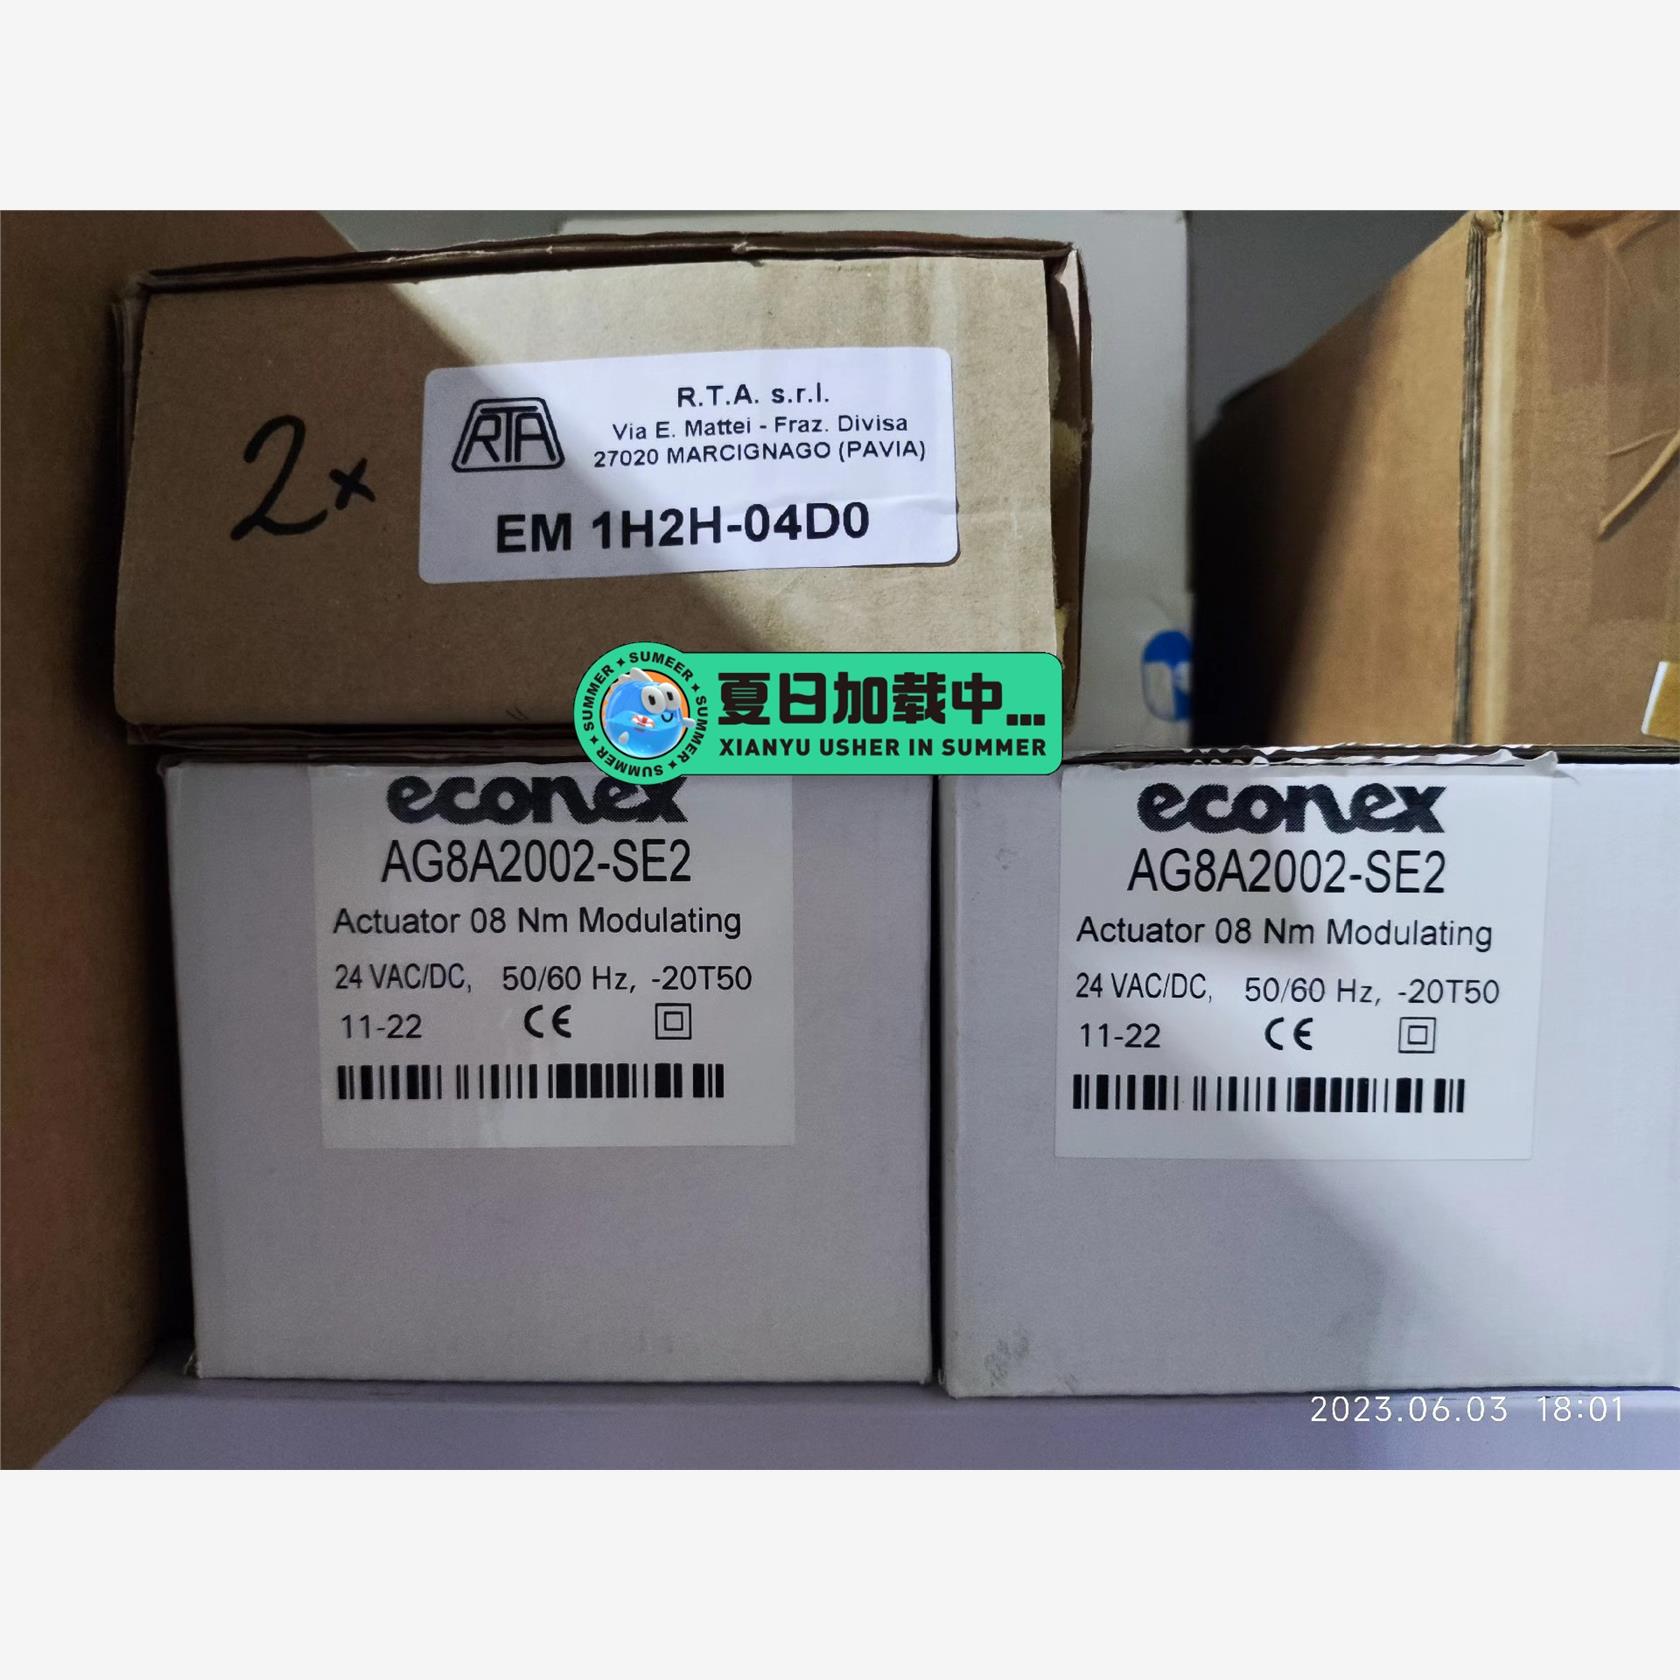 2x
RTA
R.T.A. s.r.l.
Via E. Mattei - Fraz. Divisa
27020 MARCIGNAGO (PAVIA)
EM 1H2H-04D0
SUMMER ✦ SUMEER ✦ SUMMER ✦ SUMMER ✦
夏日加载中...
XIANYU USHER IN SUMMER
econex
AG8A2002-SE2
Actuator 08 Nm Modulating
24 VAC/DC, 50/60 Hz, -20T50
11-22 CE
econex
AG8A2002-SE2
Actuator 08 Nm Modulating
24 VAC/DC, 50/60 Hz, -20T50
11-22 CE
2023.06.03 18:01